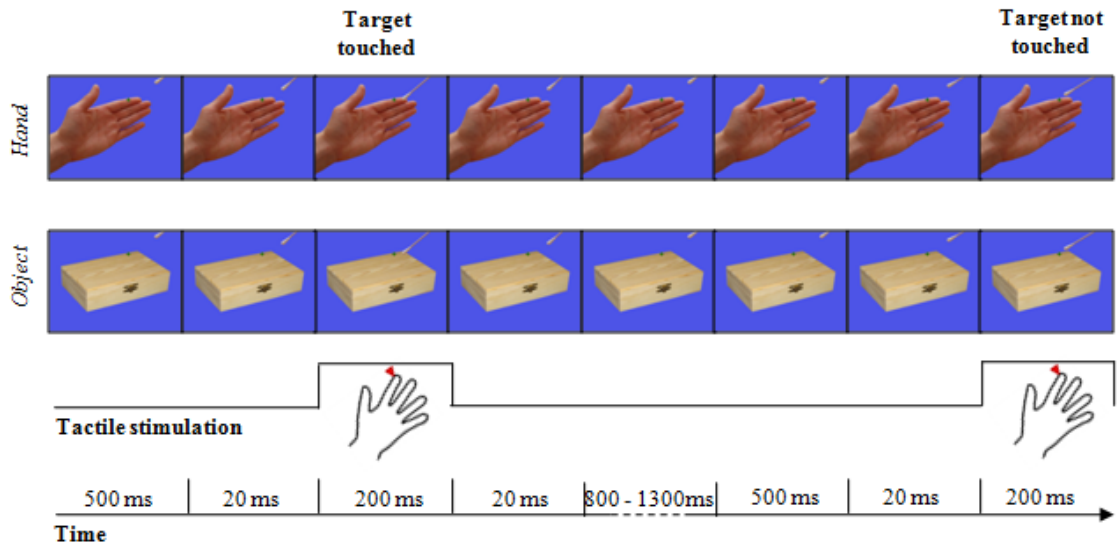 Target
touched
Target not
touched
Hand
Object
Tactile stimulation
500 ms 20 ms 200 ms 20 ms 800 - 1300ms 500 ms 20 ms 200 ms
Time